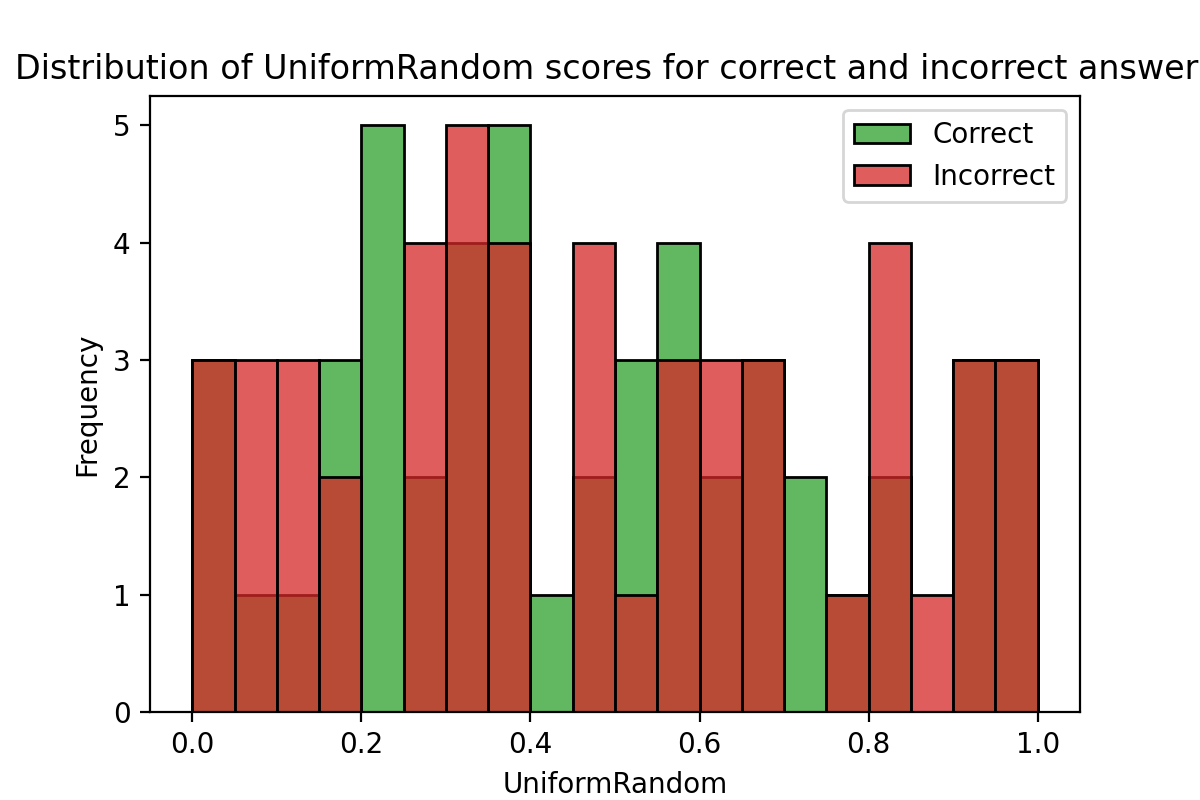 Distribution of UniformRandom scores for correct and incorrect answer
Correct
Incorrect
5
4
3
2
1
0
Frequency
0.0 0.2 0.4 0.6 0.8 1.0
UniformRandom